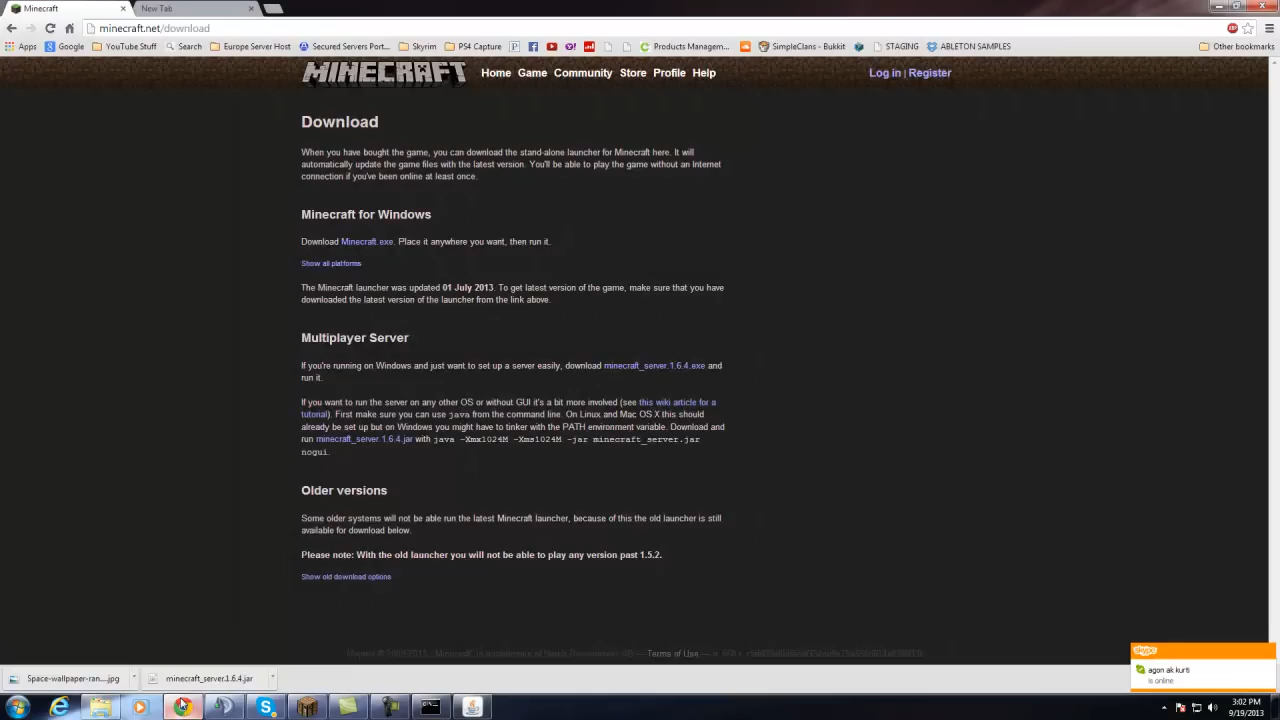 Minecraft
New Tab
minecraft.net/download
Apps Google YouTube Stuff Search Europe Server Host Secured Servers Port... Skyrim PS4 Capture Products Managem... SimpleClans - Bukkit STAGING ABLETON SAMPLES Other bookmarks
MINECRAFT Home Game Community Store Profile Help Log in | Register
Download
When you have bought the game, you can download the stand-alone launcher for Minecraft here. It will
automatically update the game files with the latest version. You'll be able to play the game without an Internet
connection if you've been online at least once.
Minecraft for Windows
Download Minecraft.exe. Place it anywhere you want, then run it.
Show all platforms
The Minecraft launcher was updated 01 July 2013. To get latest version of the game, make sure that you have
downloaded the latest version of the launcher from the link above.
Multiplayer Server
If you're running on Windows and just want to set up a server easily, download minecraft_server.1.6.4.exe and
run it.
If you want to run the server on any other OS or without GUI it's a bit more involved (see this wiki article for a
tutorial). First make sure you can use java from the command line. On Linux and Mac OS X this should
already be set up but on Windows you might have to tinker with the PATH environment variable. Download and
run minecraft_server.1.6.4.jar with java -Xmx1024M -Xms1024M -jar minecraft_server.jar
nogui.
Older versions
Some older systems will not be able run the latest Minecraft launcher, because of this the old launcher is still
available for download below.
Please note: With the old launcher you will not be able to play any version past 1.5.2.
Show old download options
Terms of Use
skype
agon ak kurti
is online
Space-wallpaper-ran....jpg
minecraft_server.1.6.4.jar
3:02 PM
9/19/2013